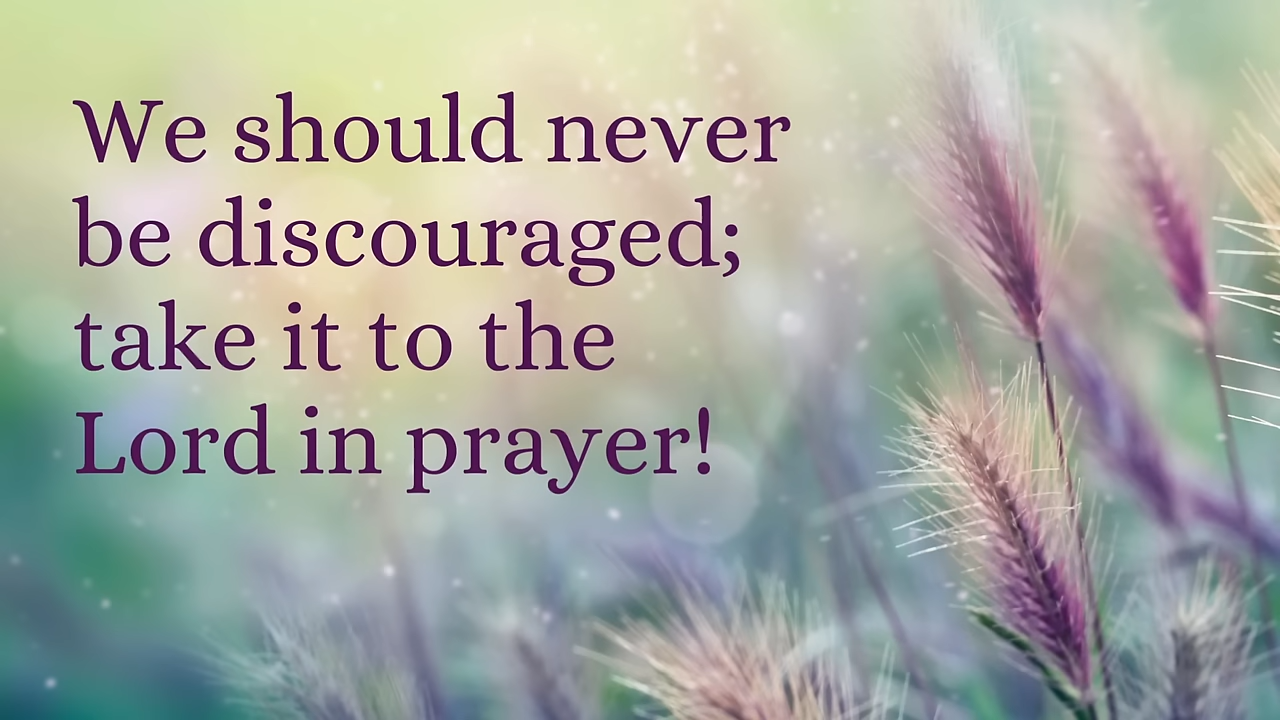 We should never
be discouraged;
take it to the
Lord in prayer!